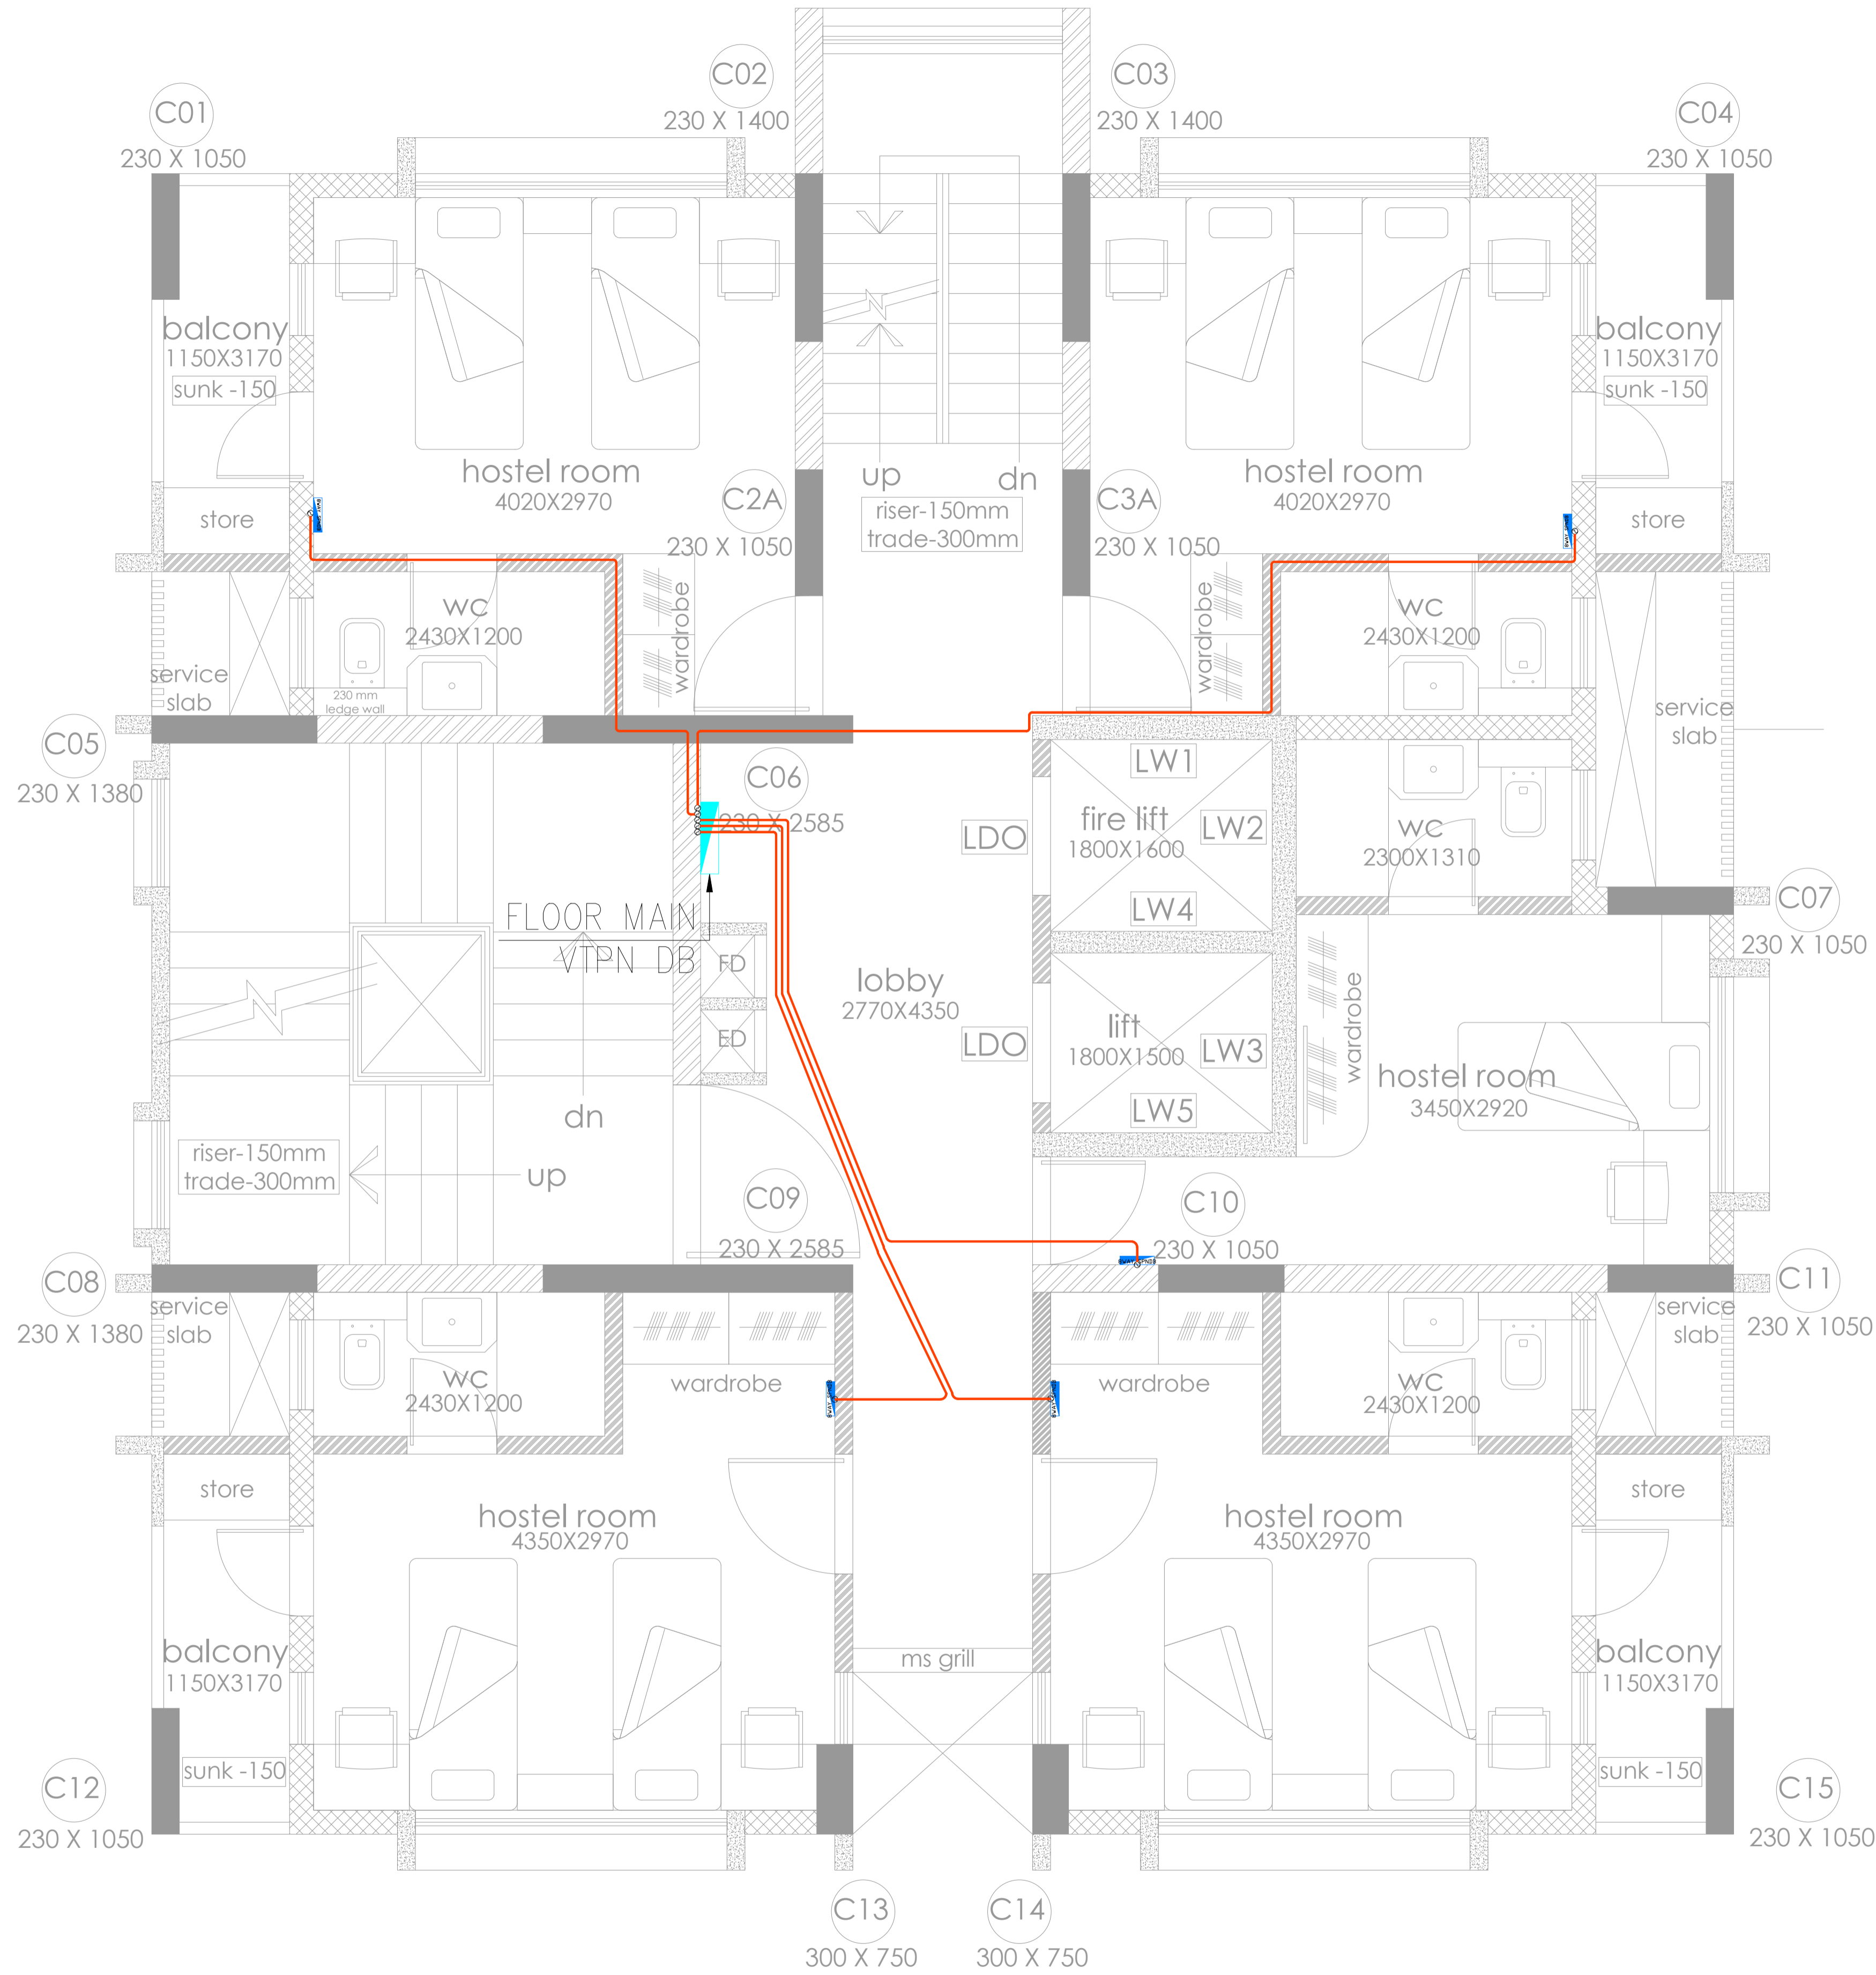 C02
C03
230 X 1400
230 X 1400
C01
C04
230 X 1050
230 X 1050
balcony
1150X3170
sunk -150
balcony
1150X3170
sunk -150
hostel room
4020X2970
up
dn
hostel room
4020X2970
store
C2A
230 X 1050
riser-150mm
trade-300mm
C3A
230 X 1050
store
wc
2430X1200
wardrobe
wardrobe
wc
2430X1200
service
slab
230 mm
ledge wall
service
slab
C05
230 X 1380
C06
230 X 2585
LW1
fire lift
1800X1600
LW2
LDO
LW4
wc
2300X1310
C07
230 X 1050
FLOOR MAIN
VTPN DB
FD
ED
lobby
2770X4350
LDO
lift
1800X1500
LW3
LW5
wardrobe
hostel room
3450X2920
dn
riser-150mm
trade-300mm
up
C09
230 X 2585
C10
230 X 1050
C08
230 X 1380
C11
230 X 1050
service
slab
service
slab
wc
2430X1200
wardrobe
wardrobe
wc
2430X1200
store
store
hostel room
4350X2970
hostel room
4350X2970
balcony
1150X3170
ms grill
balcony
1150X3170
sunk -150
sunk -150
C12
230 X 1050
C15
230 X 1050
C13
300 X 750
C14
300 X 750